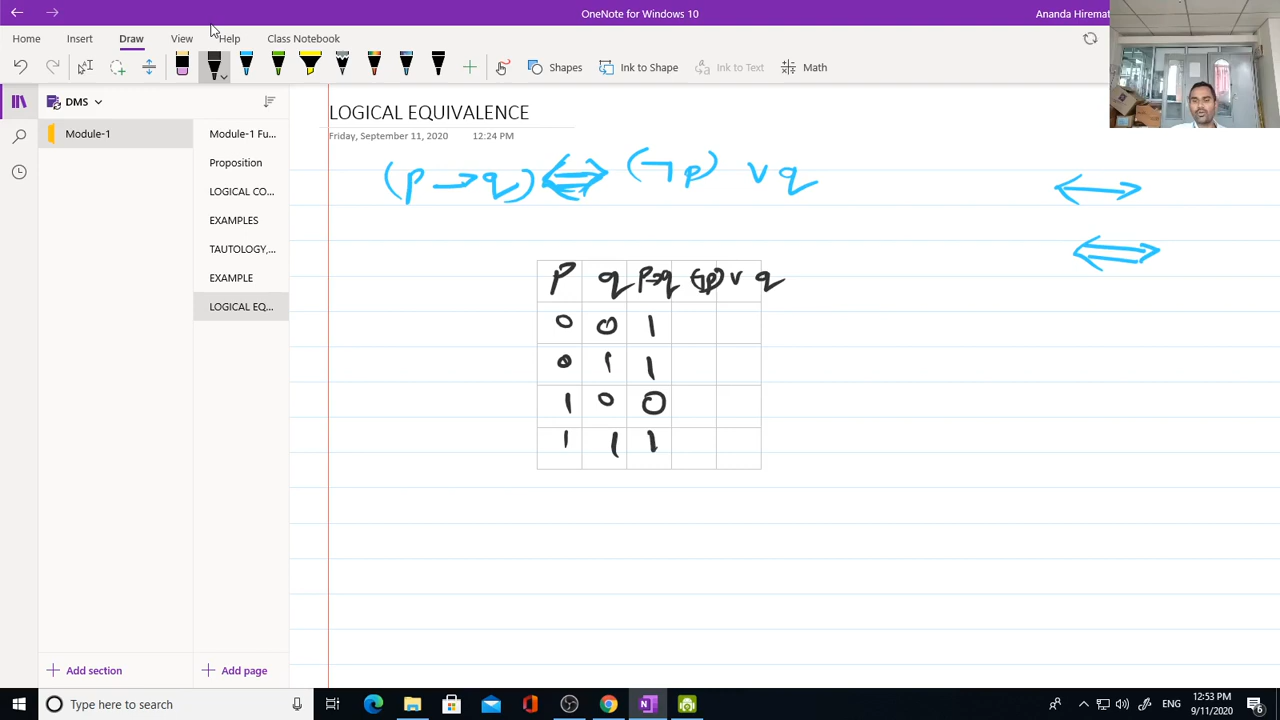 OneNote for Windows 10
Ananda Hiremat
Home Insert Draw View Help Class Notebook
Shapes Ink to Shape Ink to Text Math
DMS
Module-1
Module-1 Fu...
Proposition
LOGICAL CO...
EXAMPLES
TAUTOLOGY,...
EXAMPLE
LOGICAL EQ...
Add section Add page
LOGICAL EQUIVALENCE
Friday, September 11, 2020 12:24 PM
(p → q) ⇔ (¬p) ∨ q ↔
⇔
p q p→q (¬p) ∨ q
0 0 1
0 1 1
1 0 0
1 1 1
Type here to search
ENG
12:53 PM
9/11/2020
6